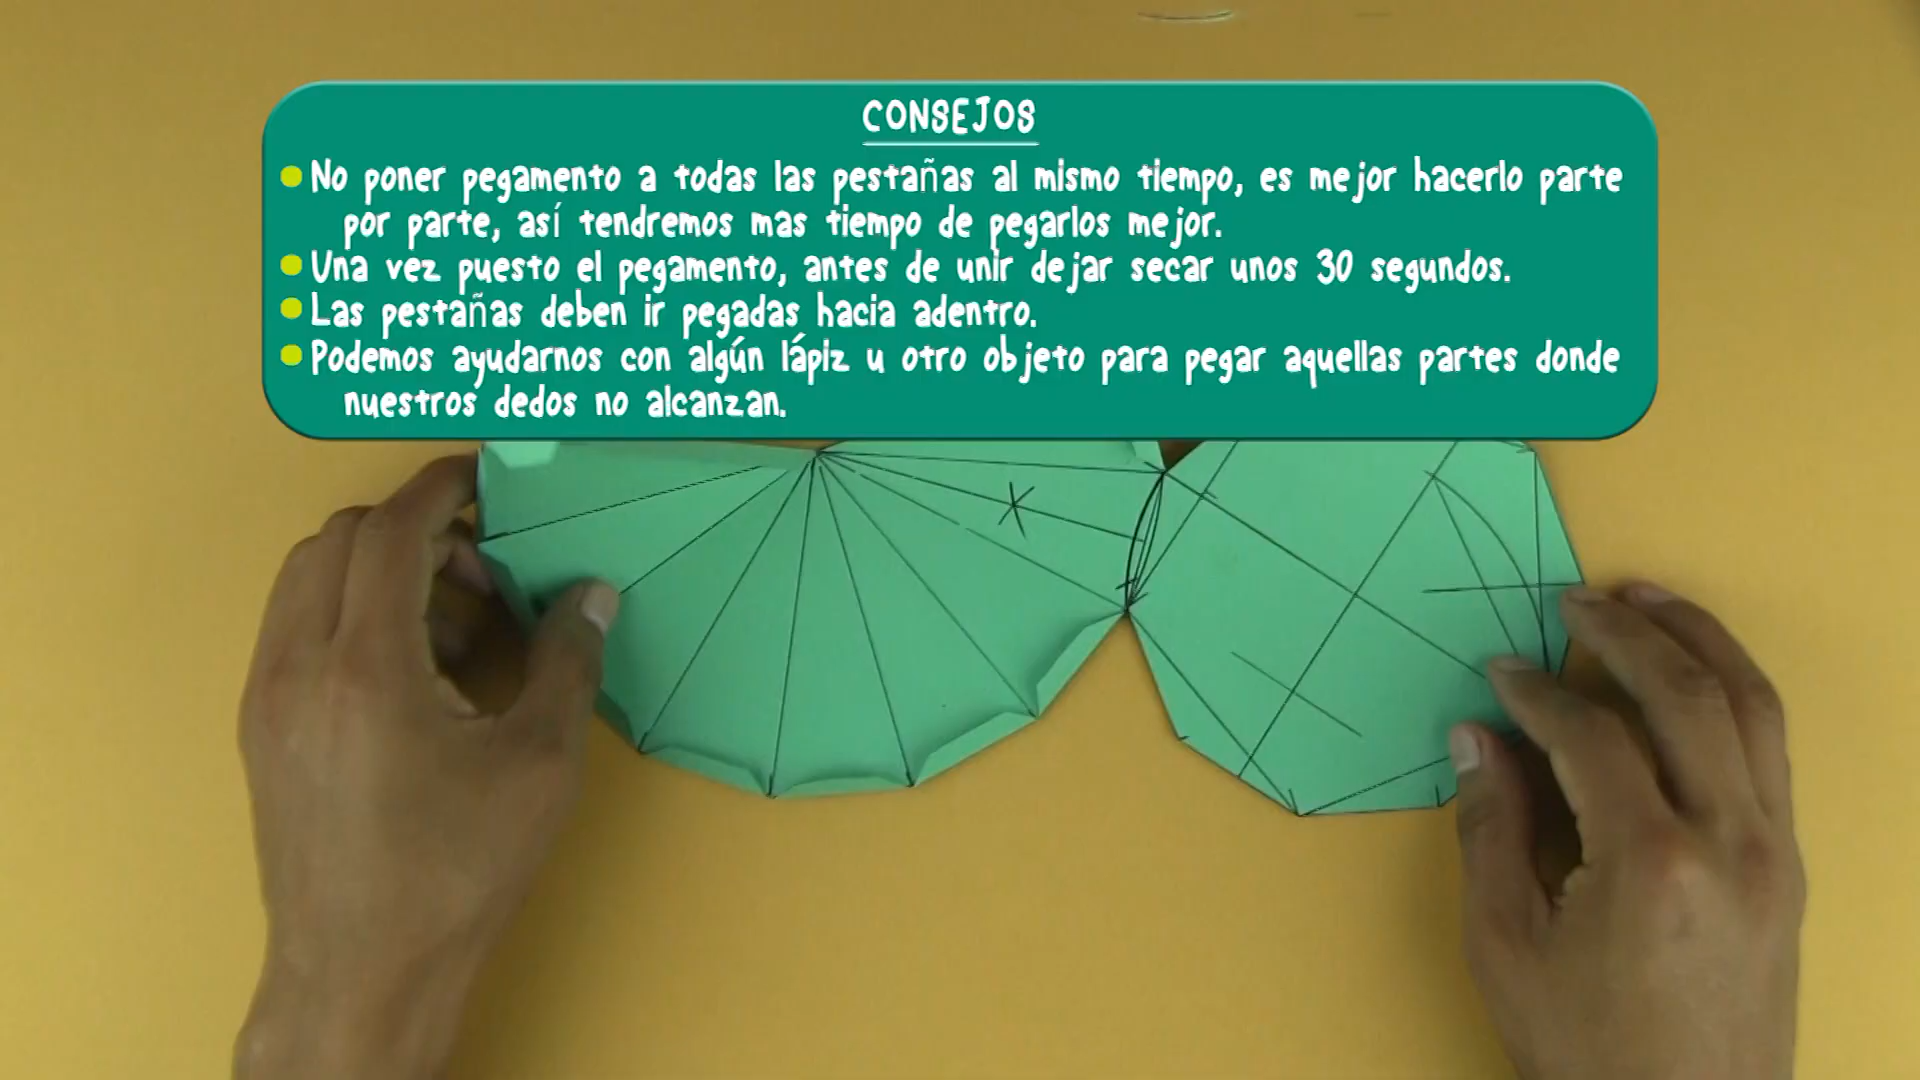 CONSEJOS
No poner pegamento a todas las pestañas al mismo tiempo, es mejor hacerlo parte
por parte, así tendremos mas tiempo de pegarlos mejor.
Una vez puesto el pegamento, antes de unir dejar secar unos 30 segundos.
Las pestañas deben ir pegadas hacia adentro.
Podemos ayudarnos con algún lápiz u otro objeto para pegar aquellas partes donde
nuestros dedos no alcanzan.